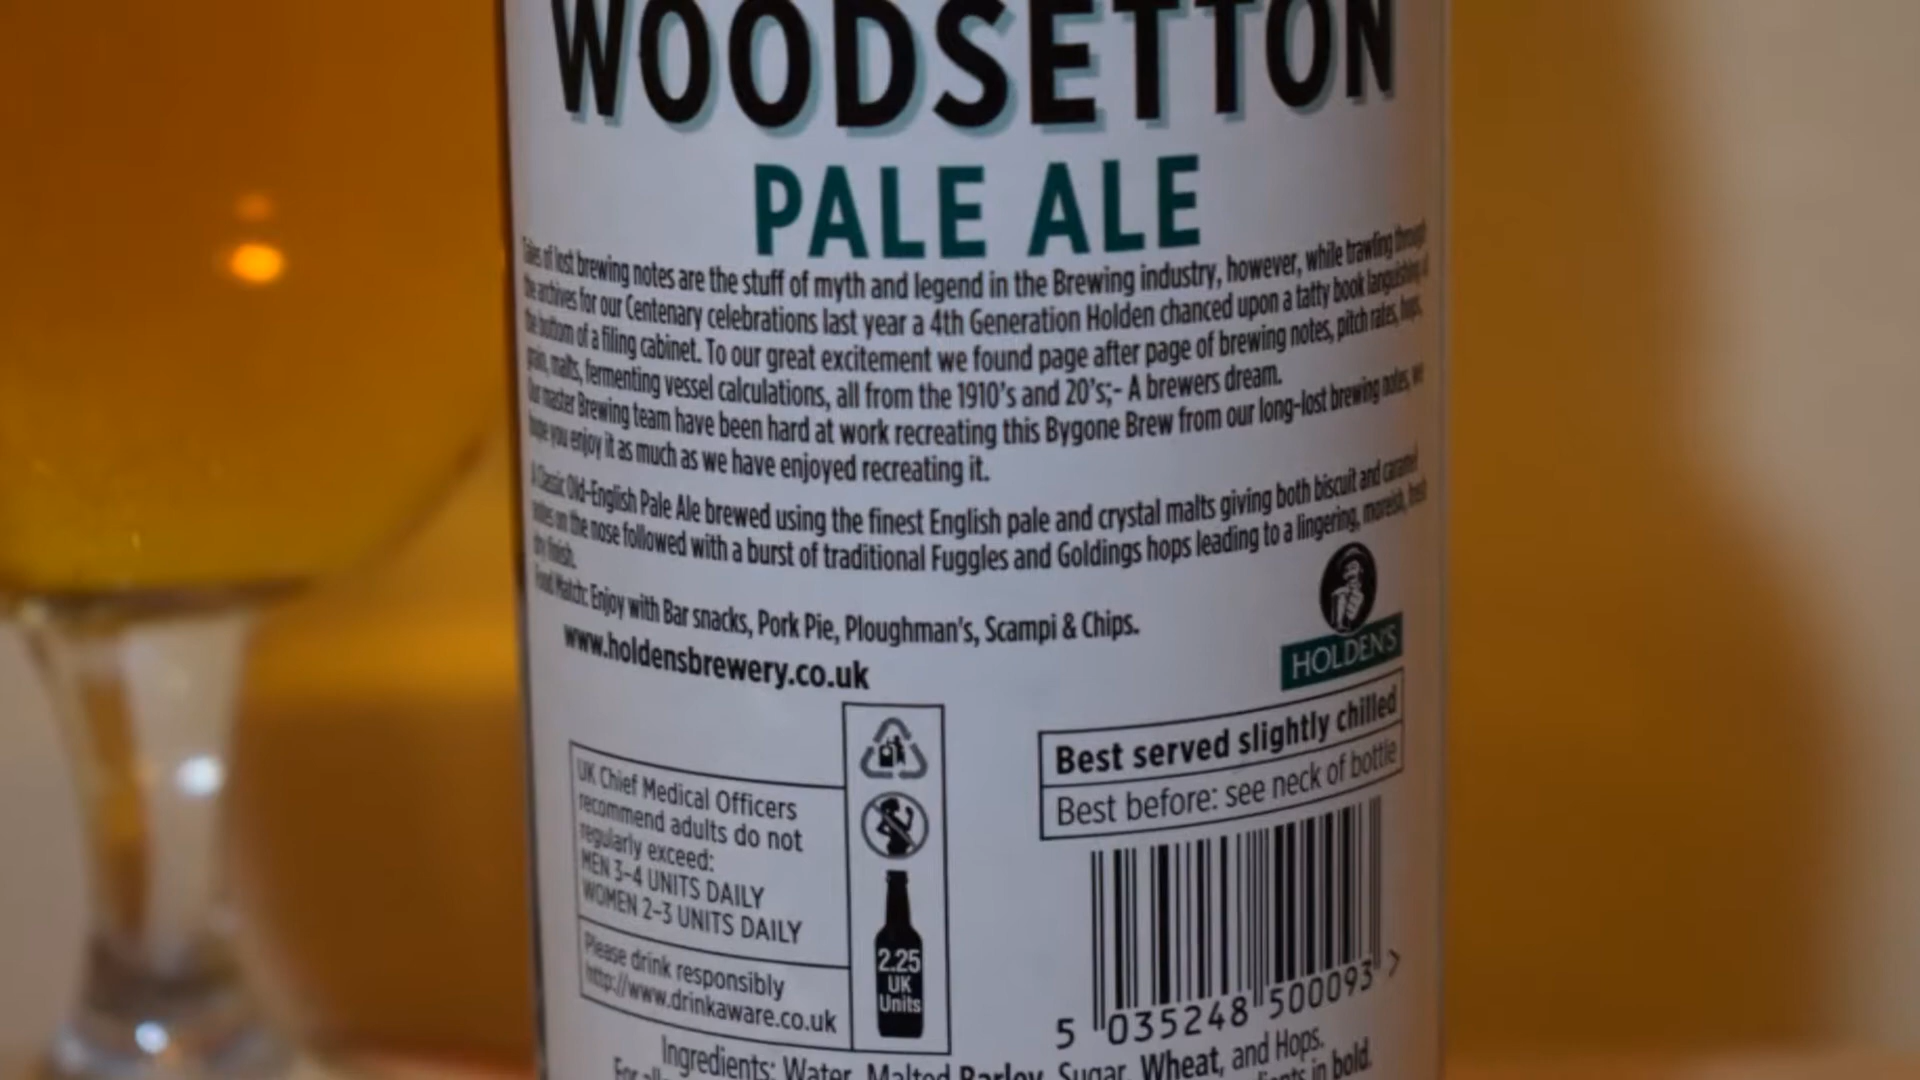 WOODSETTON
PALE ALE
Tales of lost brewing notes are the stuff of myth and legend in the Brewing industry, however, while trawling through
the archives for our Centenary celebrations last year a 4th Generation Holden chanced upon a tatty book languishing at
the bottom of a filing cabinet. To our great excitement we found page after page of brewing notes, pitch rates, hops,
grain, malts, fermenting vessel calculations, all from the 1910's and 20's;- A brewers dream.
Our master Brewing team have been hard at work recreating this Bygone Brew from our long-lost brewing notes, we
hope you enjoy it as much as we have enjoyed recreating it.
A Classic Old-English Pale Ale brewed using the finest English pale and crystal malts giving both biscuit and caramel
notes on the nose followed with a burst of traditional Fuggles and Goldings hops leading to a lingering, moreish, fresh
dry finish.
Food Match: Enjoy with Bar snacks, Pork Pie, Ploughman's, Scampi & Chips.
www.holdensbrewery.co.uk
HOLDEN'S
Best served slightly chilled
Best before: see neck of bottle
UK Chief Medical Officers
recommend adults do not
regularly exceed:
MEN 3-4 UNITS DAILY
WOMEN 2-3 UNITS DAILY
Please drink responsibly
http://www.drinkaware.co.uk
2.25
UK
Units
5 035248 500093 >
Ingredients: Water, Malted Barley, Sugar, Wheat, and Hops.
in bold.